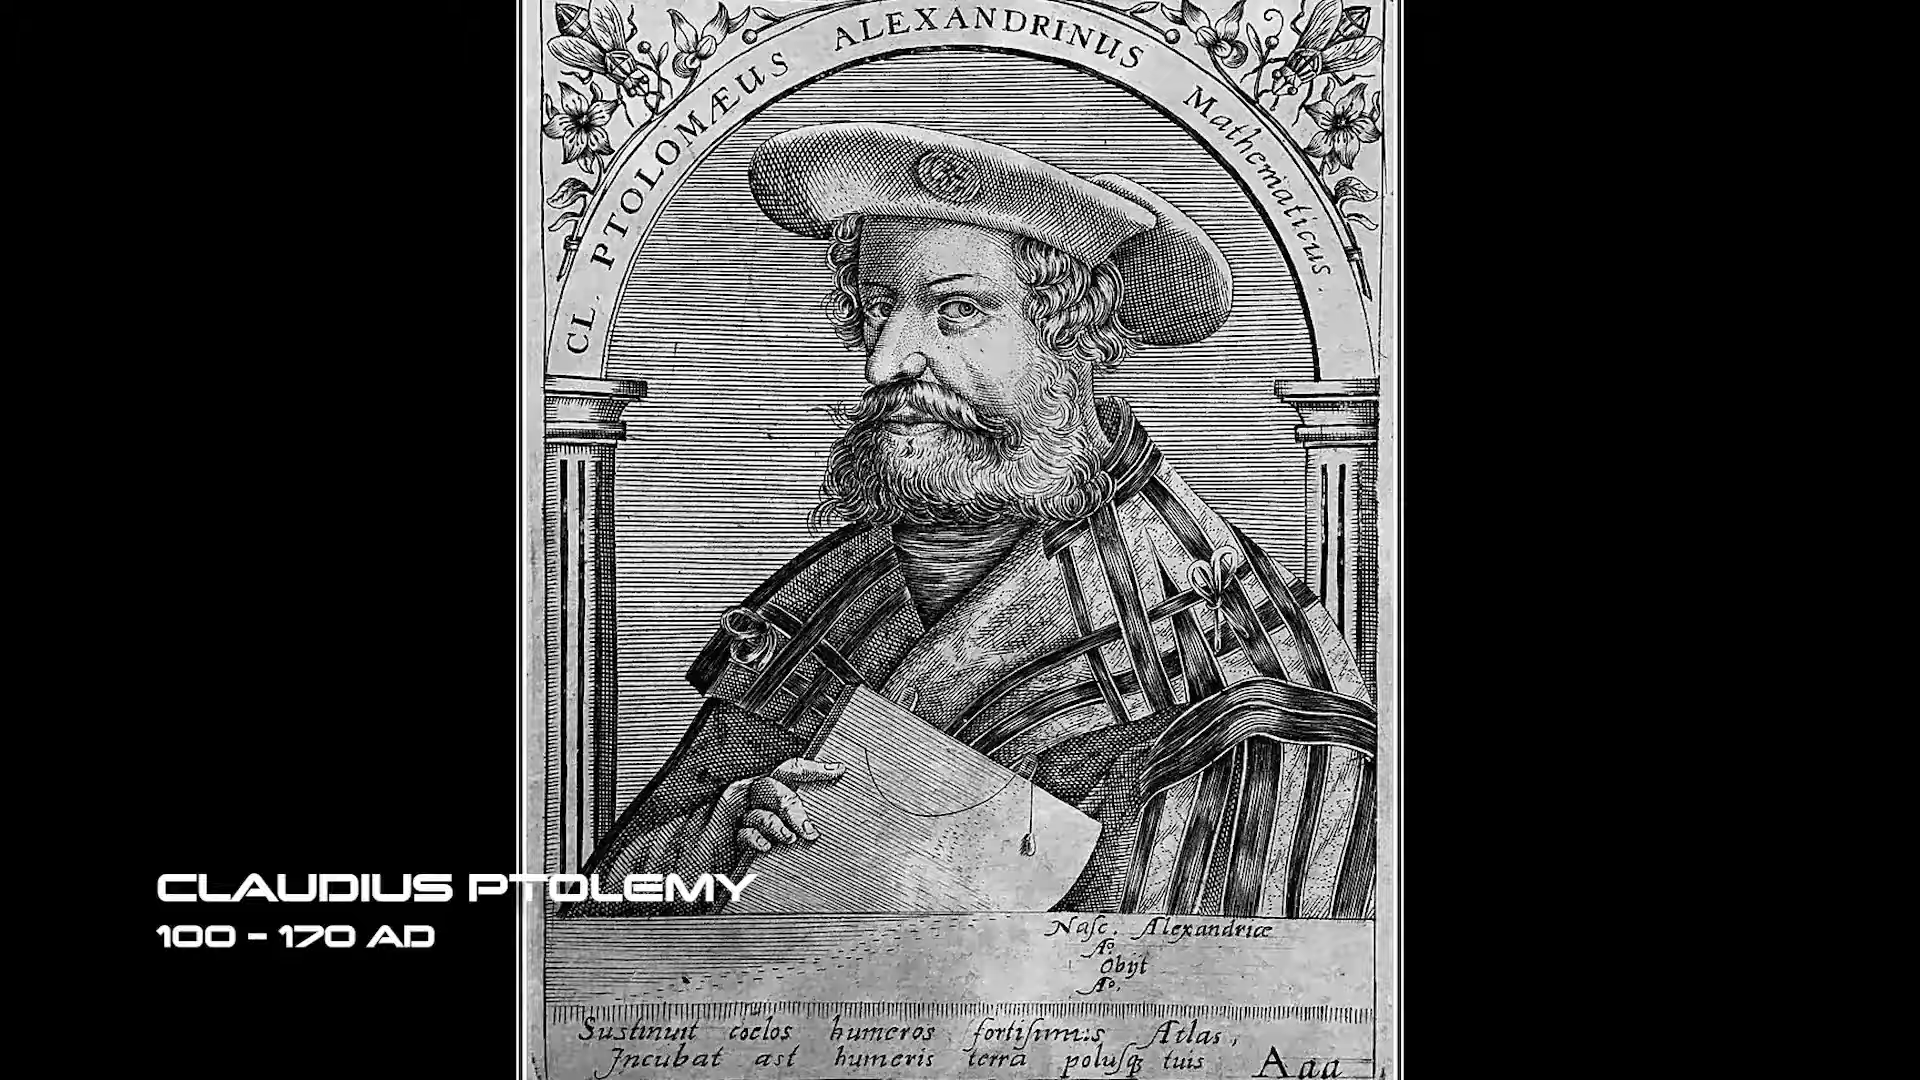 CL. PTOLOMÆUS ALEXANDRINUS Mathematicus.
CLAUDIUS PTOLEMY
100 - 170 AD
Nasc. Alexandriæ
Aº.
Obijt
Aº.
Sustinuit coelos humeros fortissimus Atlas,
Incubat ast humeris terra polusq tuis
Aaa